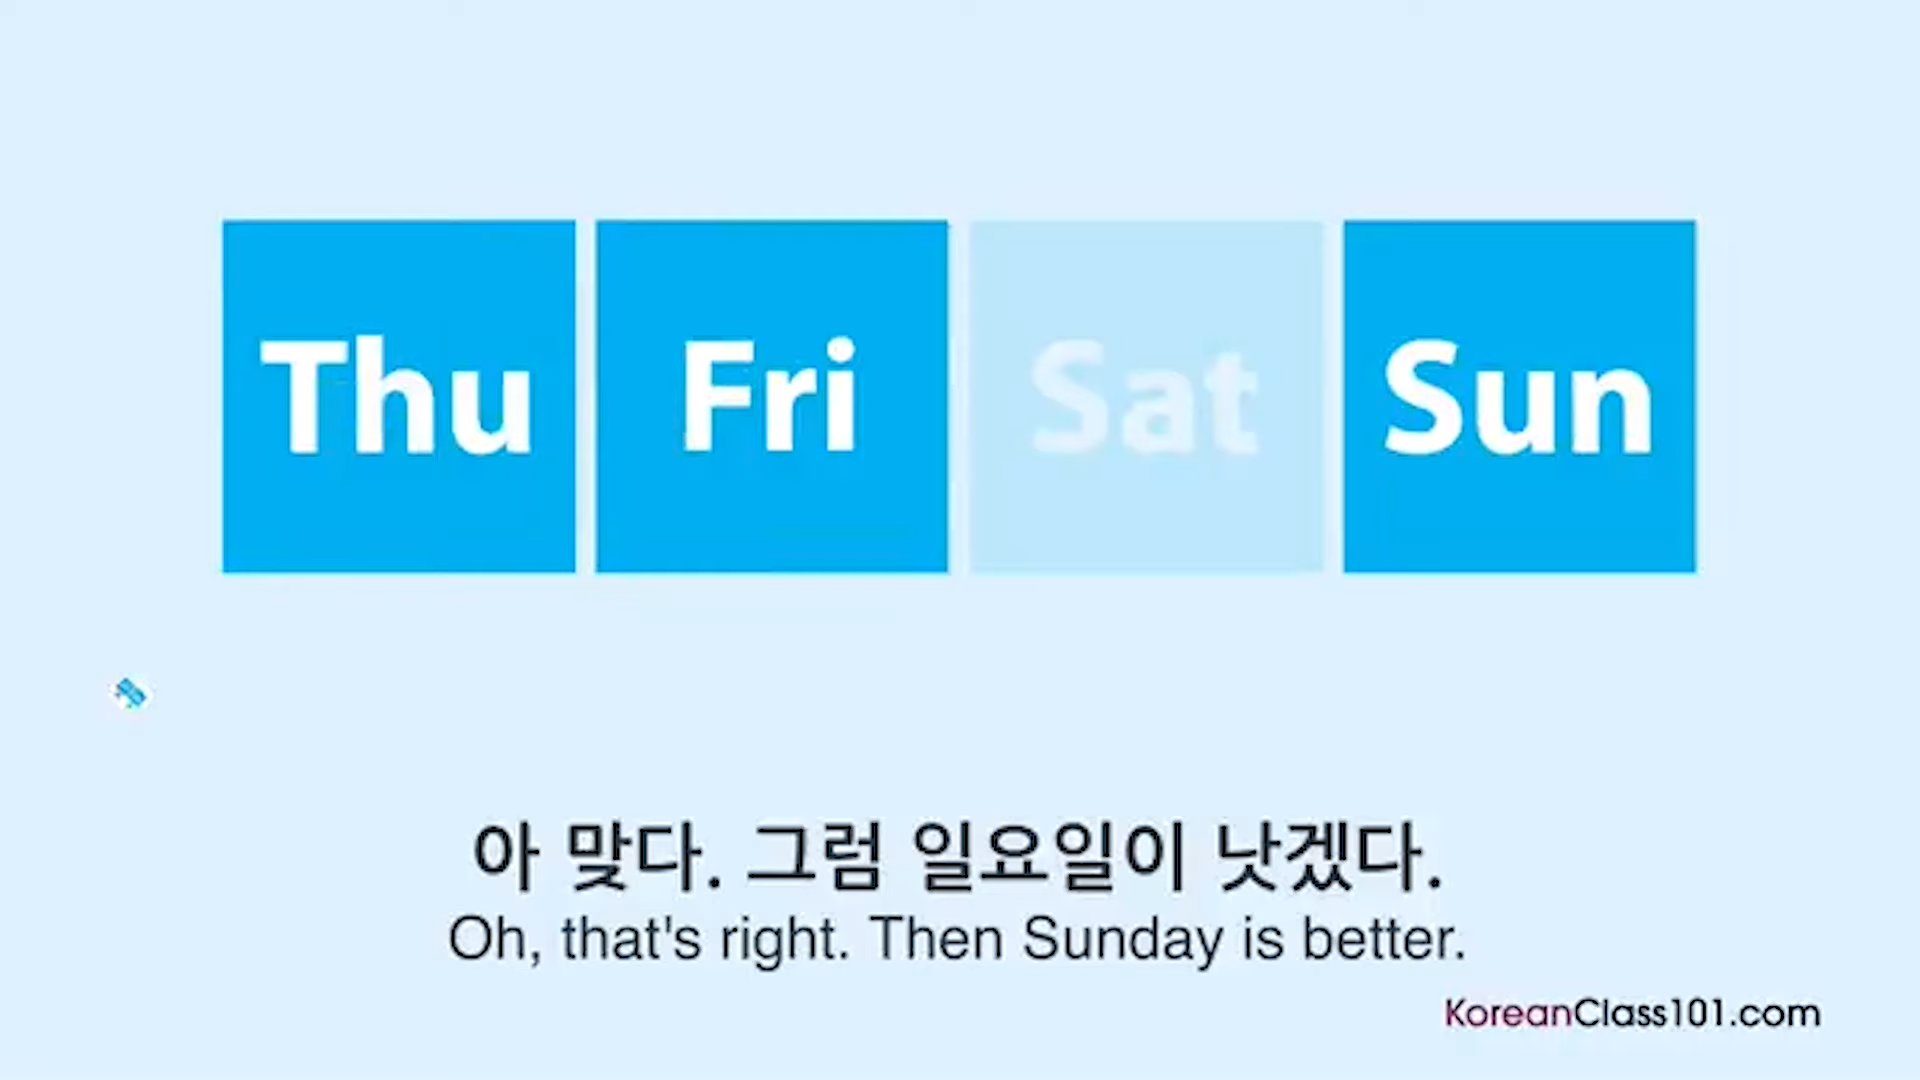 Thu Fri Sat Sun
아 맞다. 그럼 일요일이 낫겠다.
Oh, that's right. Then Sunday is better.
KoreanClass101.com